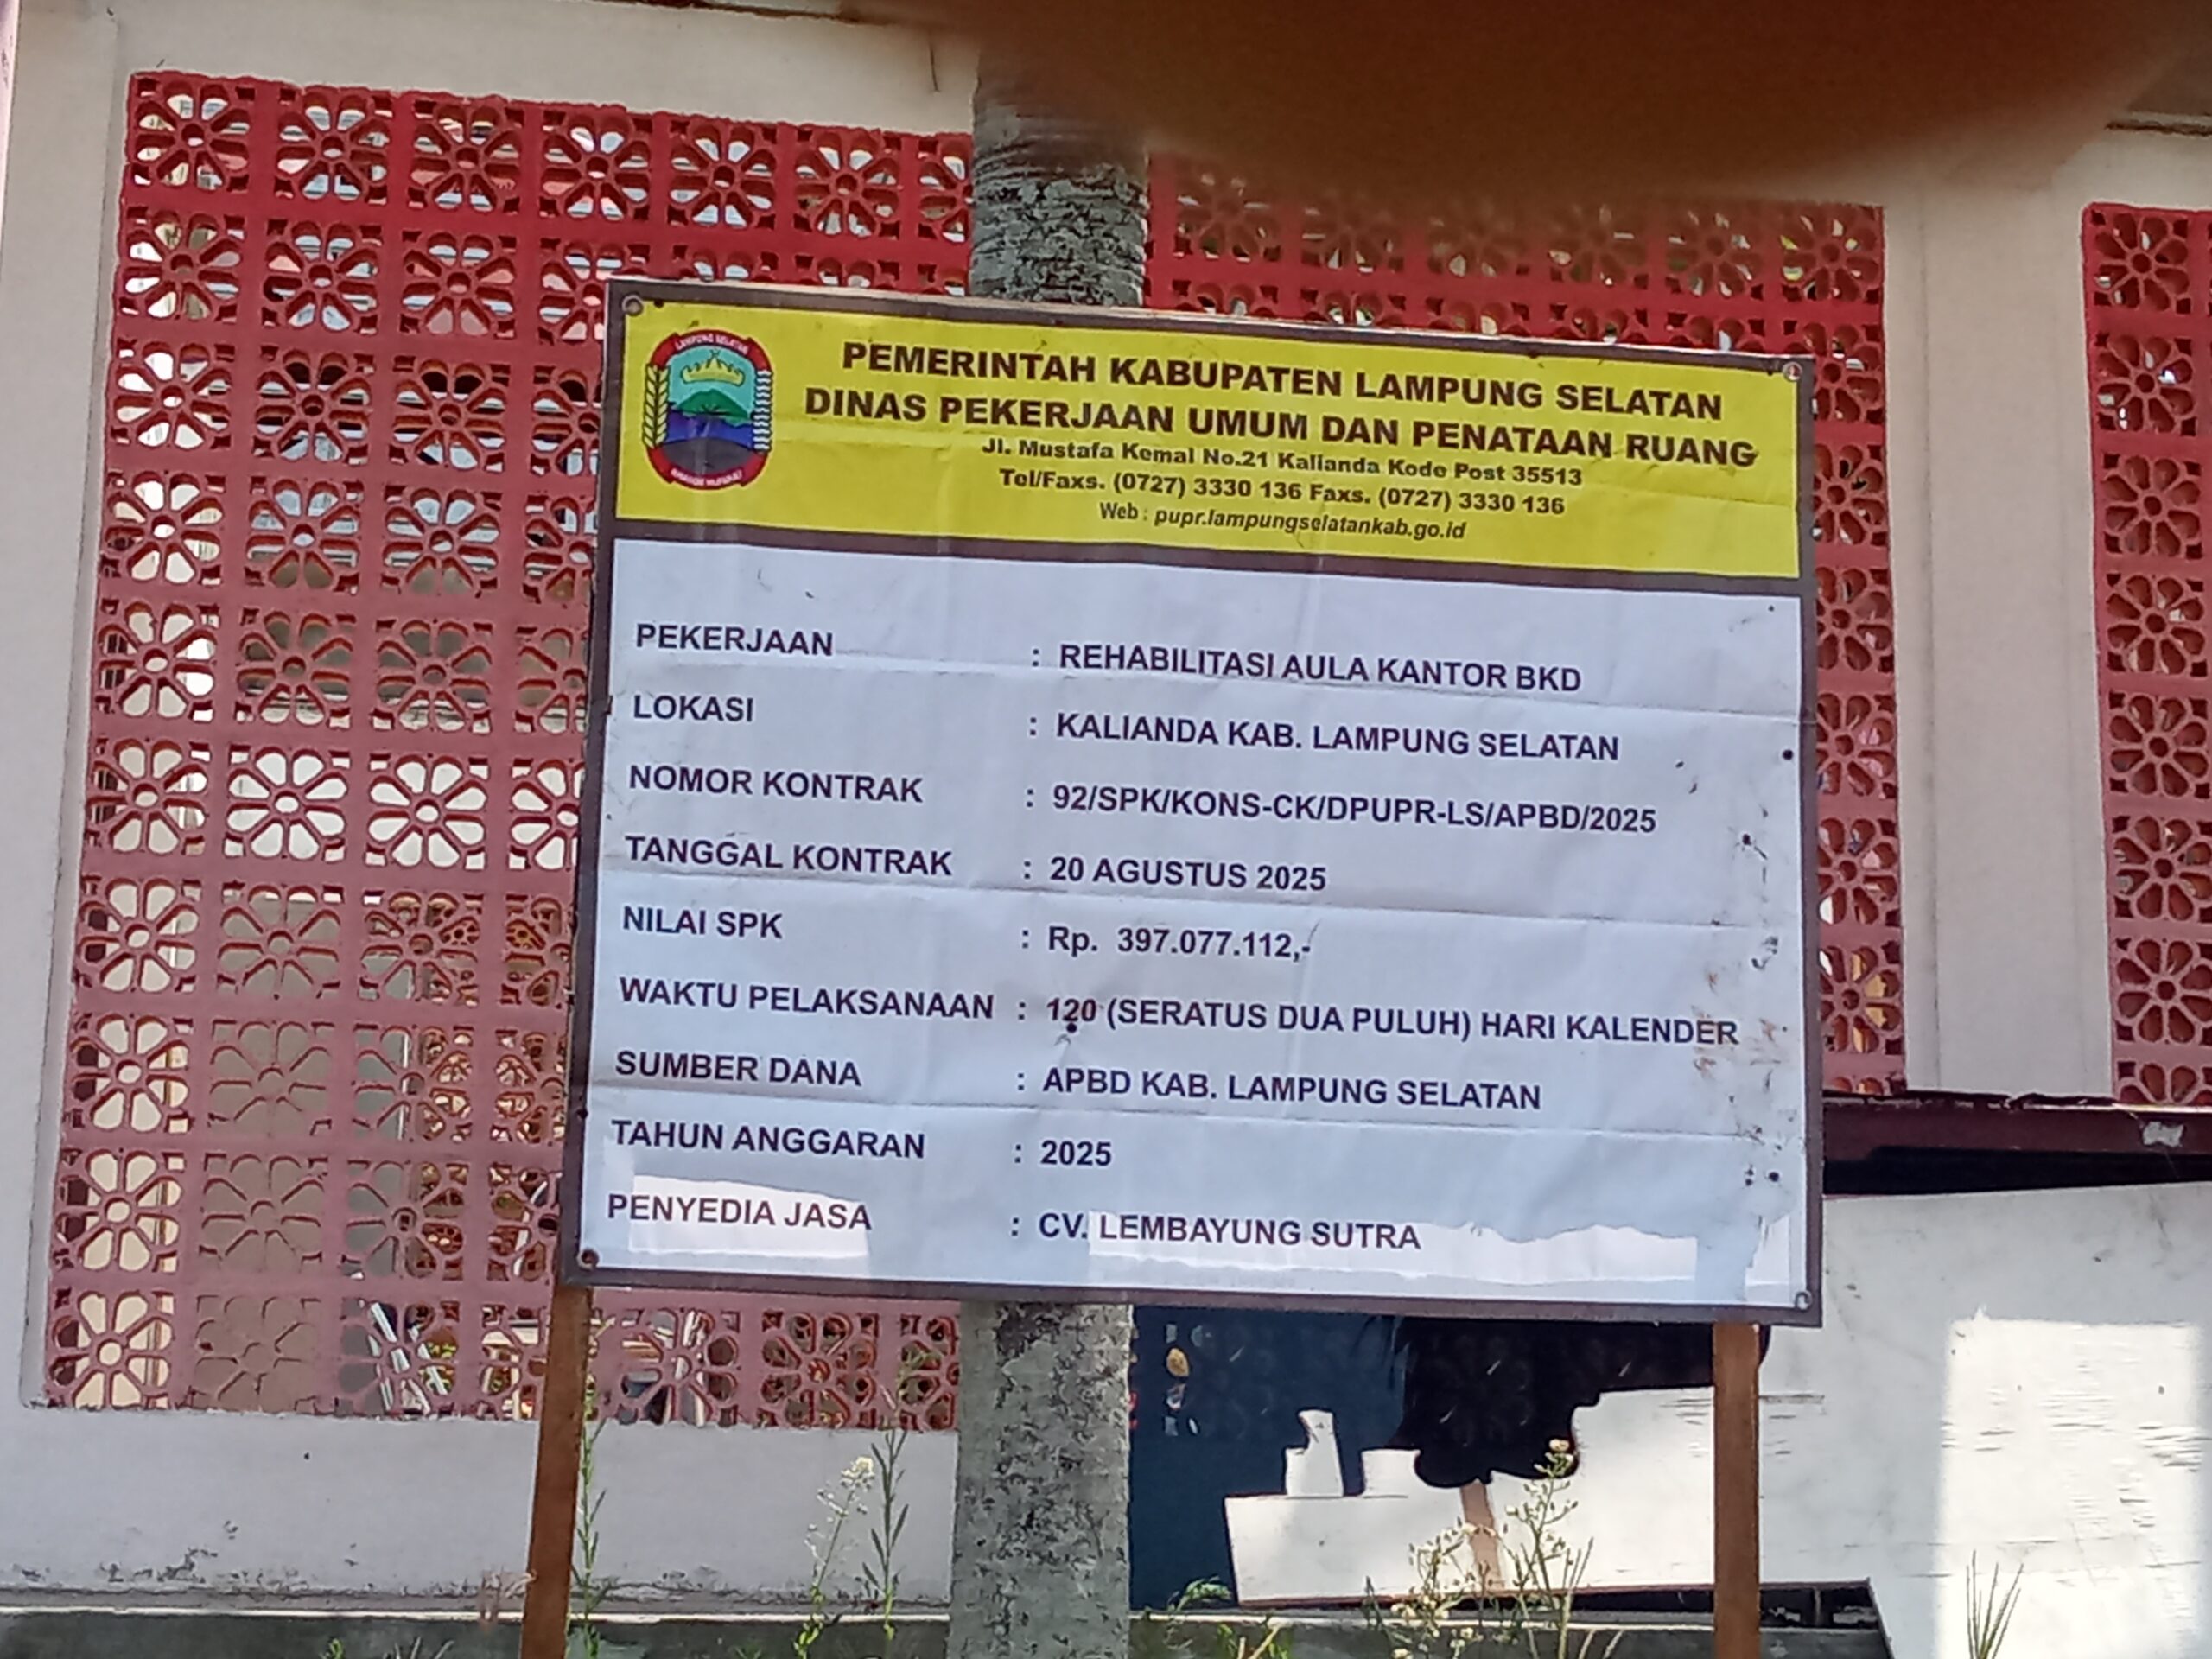 LAMPUNG SELATAN
PEMERINTAH KABUPATEN LAMPUNG SELATAN
DINAS PEKERJAAN UMUM DAN PENATAAN RUANG
Jl. Mustafa Kemal No.21 Kalianda Kode Post 35513
Tel/Faxs. (0727) 3330 136 Faxs. (0727) 3330 136
Web : pupr.lampungselatankab.go.id
PEKERJAAN : REHABILITASI AULA KANTOR BKD
LOKASI : KALIANDA KAB. LAMPUNG SELATAN
NOMOR KONTRAK : 92/SPK/KONS-CK/DPUPR-LS/APBD/2025
TANGGAL KONTRAK : 20 AGUSTUS 2025
NILAI SPK : Rp. 397.077.112,-
WAKTU PELAKSANAAN : 120 (SERATUS DUA PULUH) HARI KALENDER
SUMBER DANA : APBD KAB. LAMPUNG SELATAN
TAHUN ANGGARAN : 2025
PENYEDIA JASA : CV. LEMBAYUNG SUTRA